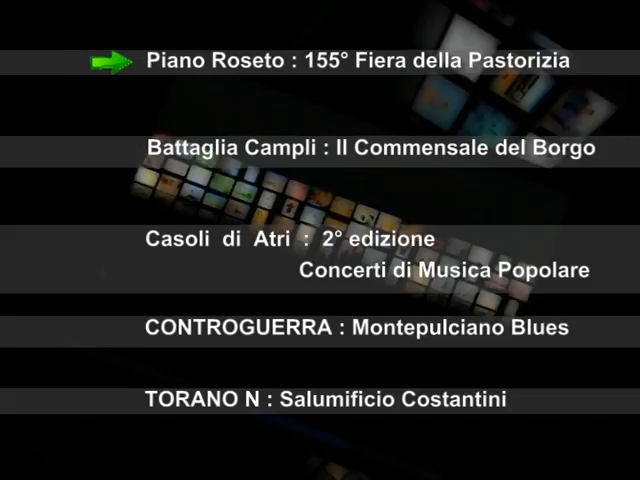 Piano Roseto : 155° Fiera della Pastorizia
Battaglia Campli : Il Commensale del Borgo
Casoli di Atri : 2° edizione
Concerti di Musica Popolare
CONTROGUERRA : Montepulciano Blues
TORANO N : Salumificio Costantini